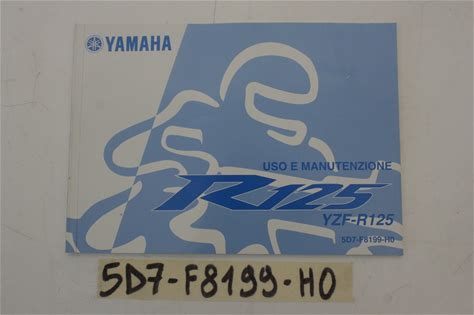 YAMAHA
USO E MANUTENZIONE
R125
YZF-R125
5D7-F8199-H0
5D7-F8199-H0